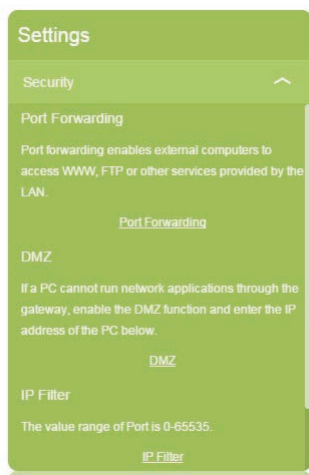 Settings
Security
Port Forwarding
Port forwarding enables external computers to
access WWW, FTP or other services provided by the
LAN.
Port Forwarding
DMZ
If a PC cannot run network applications through the
gateway, enable the DMZ function and enter the IP
address of the PC below.
DMZ
IP Filter
The value range of Port is 0-65535.
IP Filter